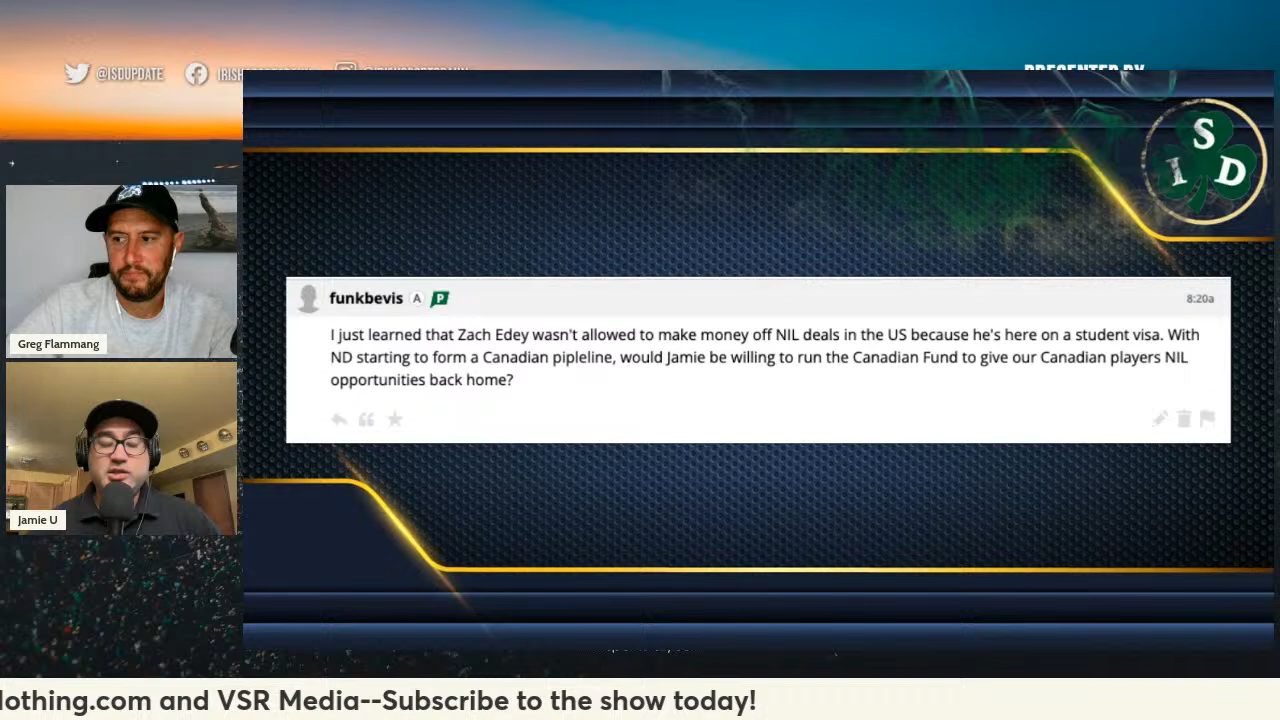 @ISDUPDATE
PRESENTED BY
I S D
Greg Flammang
Jamie U
funkbevis A P 8:20a
I just learned that Zach Edey wasn't allowed to make money off NIL deals in the US because he's here on a student visa. With
ND starting to form a Canadian pipleline, would Jamie be willing to run the Canadian Fund to give our Canadian players NIL
opportunities back home?
lothing.com and VSR Media--Subscribe to the show today!